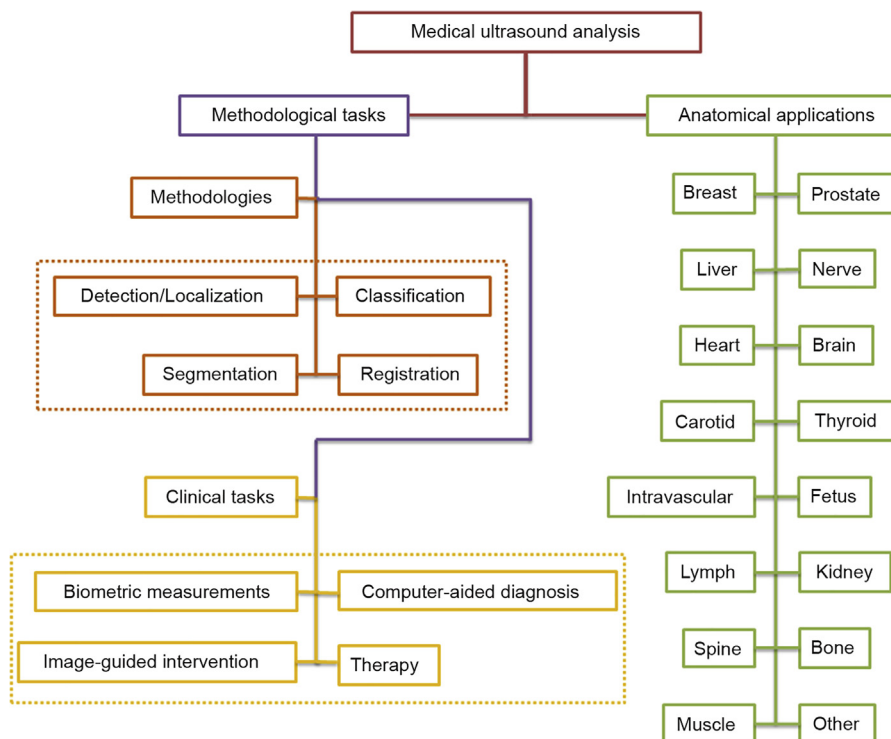 Medical ultrasound analysis
Methodological tasks
Anatomical applications
Methodologies
Detection/Localization
Classification
Segmentation
Registration
Clinical tasks
Biometric measurements
Computer-aided diagnosis
Image-guided intervention
Therapy
Breast
Prostate
Liver
Nerve
Heart
Brain
Carotid
Thyroid
Intravascular
Fetus
Lymph
Kidney
Spine
Bone
Muscle
Other